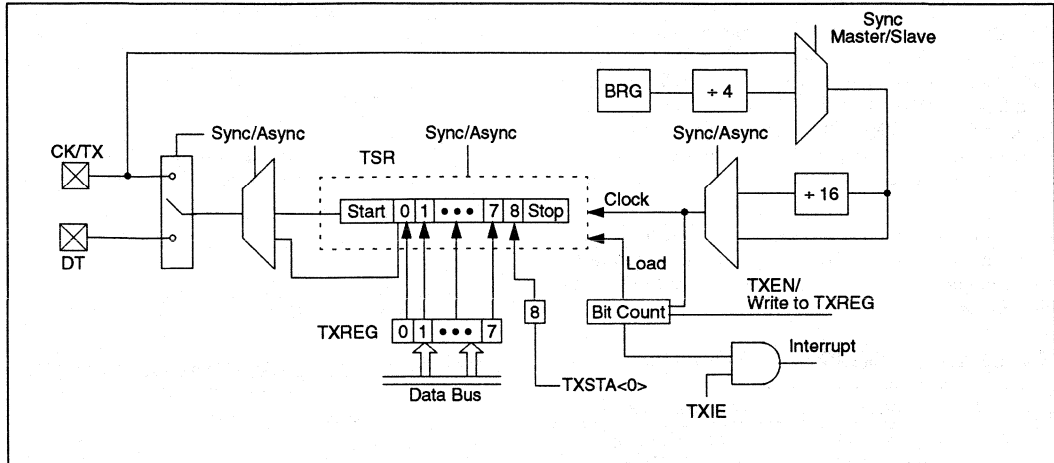 Sync
Master/Slave
BRG
÷ 4
Sync/Async
Sync/Async
Sync/Async
CK/TX
TSR
÷ 16
Start 0 1 ••• 7 8 Stop
Clock
DT
Load
TXEN/
Write to TXREG
8
Bit Count
TXREG 0 1 ••• 7
Interrupt
Data Bus
TXSTA<0>
TXIE